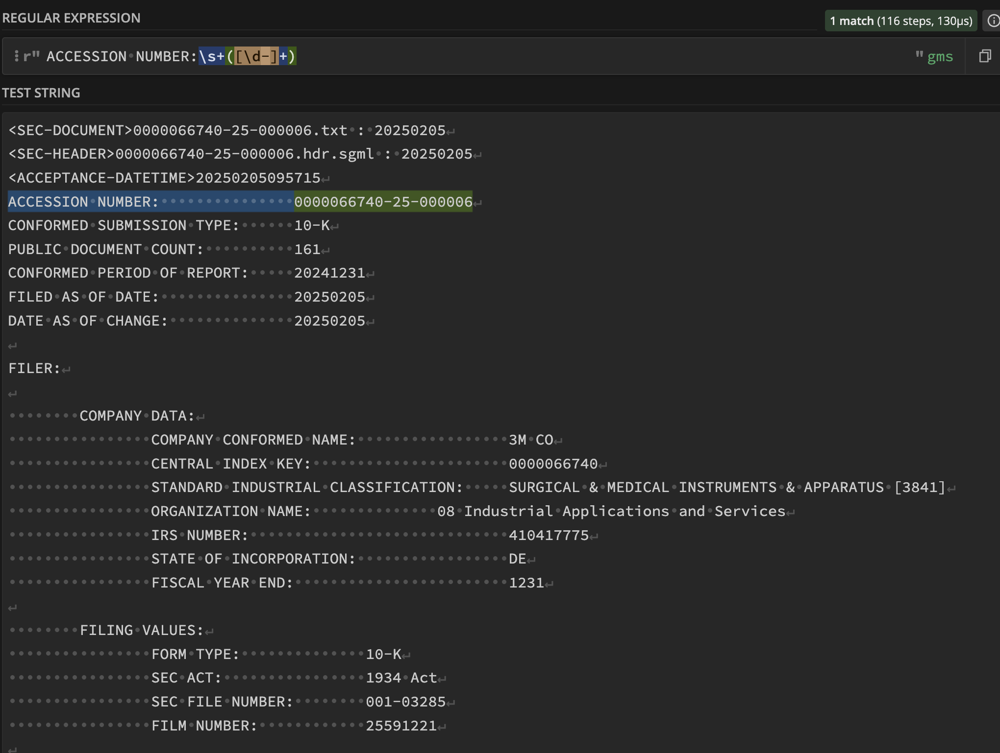 REGULAR EXPRESSION
1 match (116 steps, 130µs)
r" ACCESSION NUMBER:\s+([\d-]+) " gms
TEST STRING
<SEC-DOCUMENT>0000066740-25-000006.txt : 20250205
<SEC-HEADER>0000066740-25-000006.hdr.sgml : 20250205
<ACCEPTANCE-DATETIME>20250205095715
ACCESSION NUMBER:               0000066740-25-000006
CONFORMED SUBMISSION TYPE:      10-K
PUBLIC DOCUMENT COUNT:          161
CONFORMED PERIOD OF REPORT:     20241231
FILED AS OF DATE:               20250205
DATE AS OF CHANGE:              20250205
FILER:
        COMPANY DATA:
                COMPANY CONFORMED NAME:                 3M CO
                CENTRAL INDEX KEY:                      0000066740
                STANDARD INDUSTRIAL CLASSIFICATION:     SURGICAL & MEDICAL INSTRUMENTS & APPARATUS [3841]
                ORGANIZATION NAME:              08 Industrial Applications and Services
                IRS NUMBER:                             410417775
                STATE OF INCORPORATION:                 DE
                FISCAL YEAR END:                        1231
        FILING VALUES:
                FORM TYPE:              10-K
                SEC ACT:                1934 Act
                SEC FILE NUMBER:        001-03285
                FILM NUMBER:            25591221